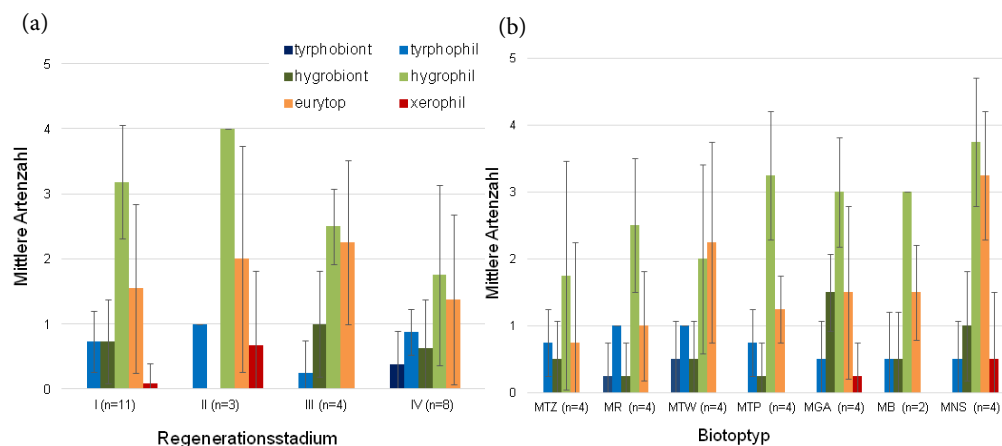 (a)
tyrphobiont tyrphophil
hygrobiont hygrophil
eurytop xerophil
5
4
3
2
1
0
Mittlere Artenzahl
I (n=11) II (n=3) III (n=4) IV (n=8)
Regenerationsstadium
(b)
5
4
3
2
1
0
Mittlere Artenzahl
MTZ (n=4) MR (n=4) MTW (n=4) MTP (n=4) MGA (n=4) MB (n=2) MNS (n=4)
Biotoptyp